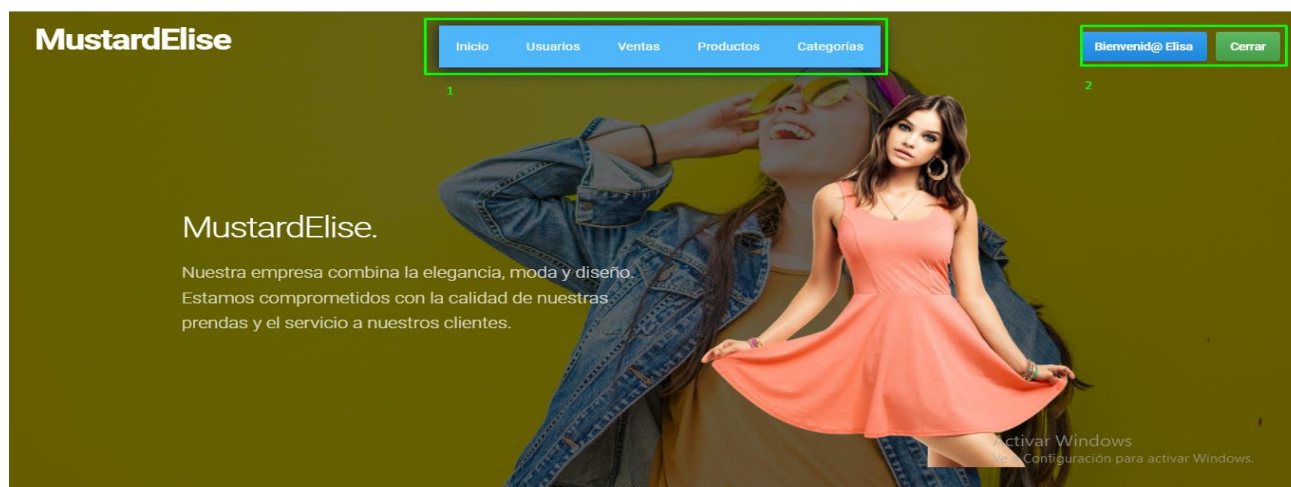 MustardElise
Inicio Usuarios Ventas Productos Categorías
Bienvenid@ Elisa Cerrar
1
2
MustardElise.
Nuestra empresa combina la elegancia, moda y diseño.
Estamos comprometidos con la calidad de nuestras
prendas y el servicio a nuestros clientes.
Activar Windows
Ve a Configuración para activar Windows.